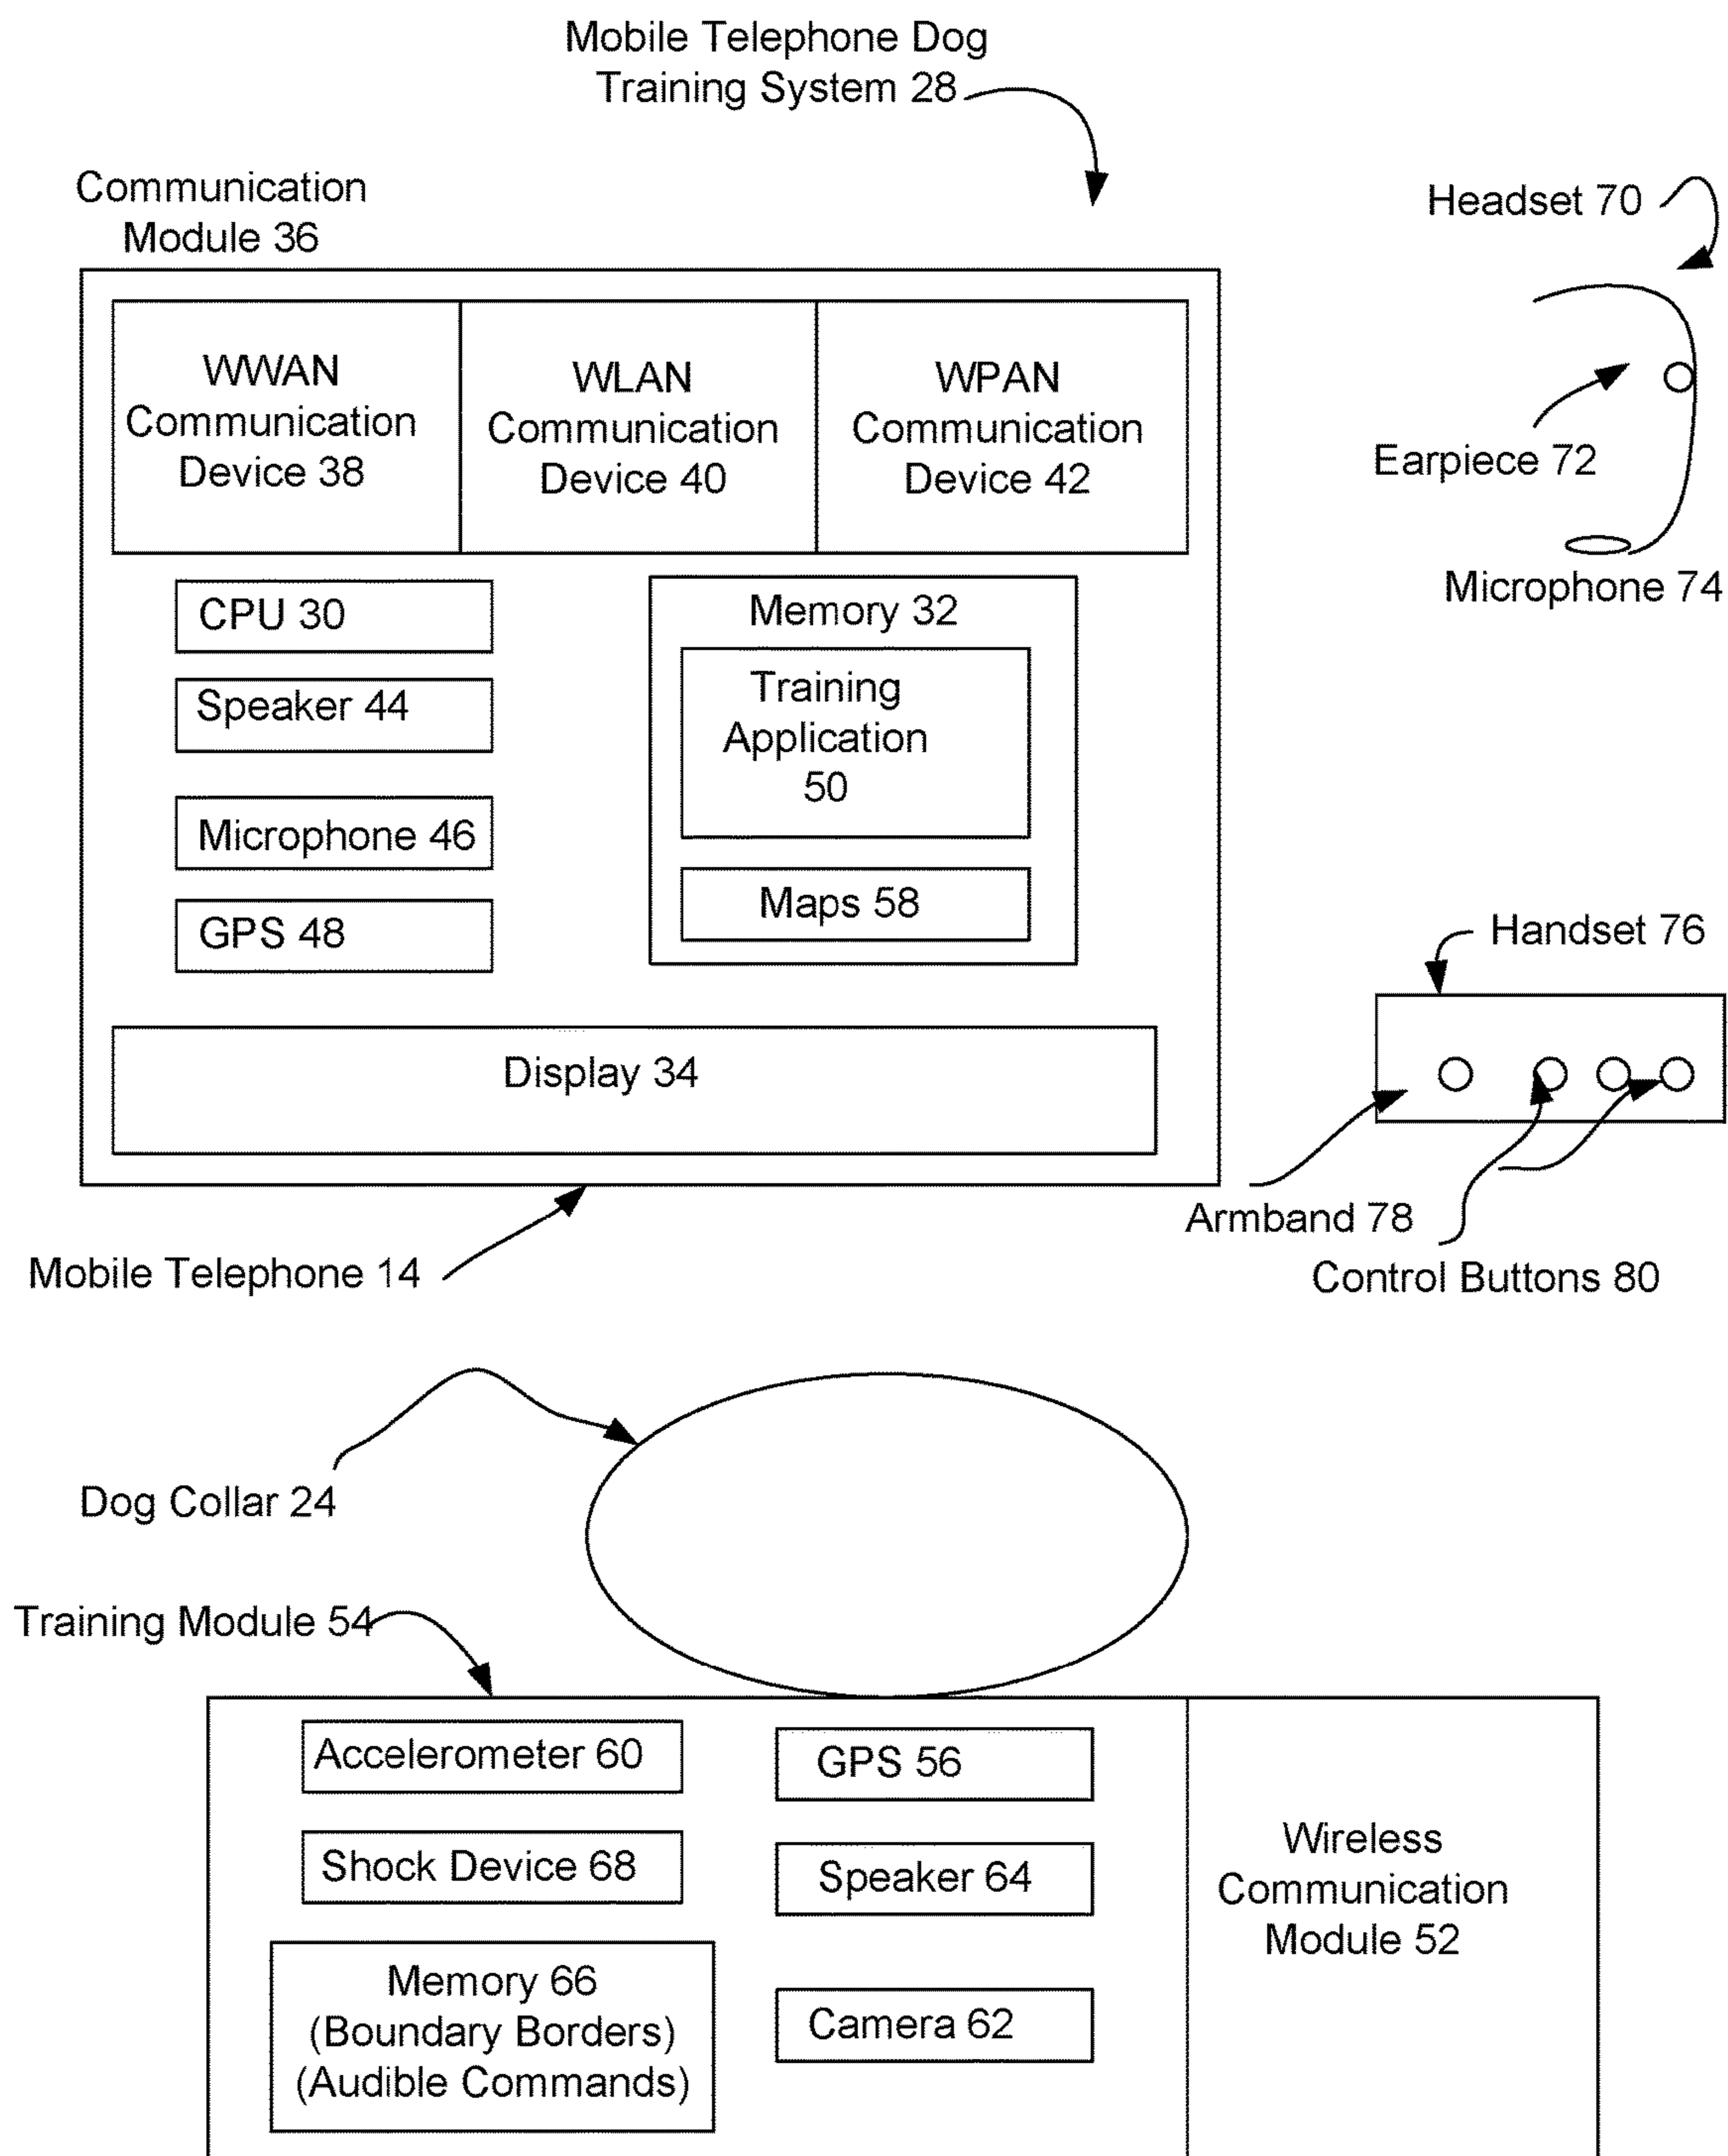 Mobile Telephone Dog
Training System 28
Communication
Module 36
Headset 70
WWAN
Communication
Device 38
WLAN
Communication
Device 40
WPAN
Communication
Device 42
Earpiece 72
Microphone 74
CPU 30
Speaker 44
Microphone 46
GPS 48
Memory 32
Training
Application
50
Maps 58
Handset 76
Display 34
Armband 78
Control Buttons 80
Mobile Telephone 14
Dog Collar 24
Training Module 54
Accelerometer 60
GPS 56
Shock Device 68
Speaker 64
Memory 66
(Boundary Borders)
(Audible Commands)
Camera 62
Wireless
Communication
Module 52